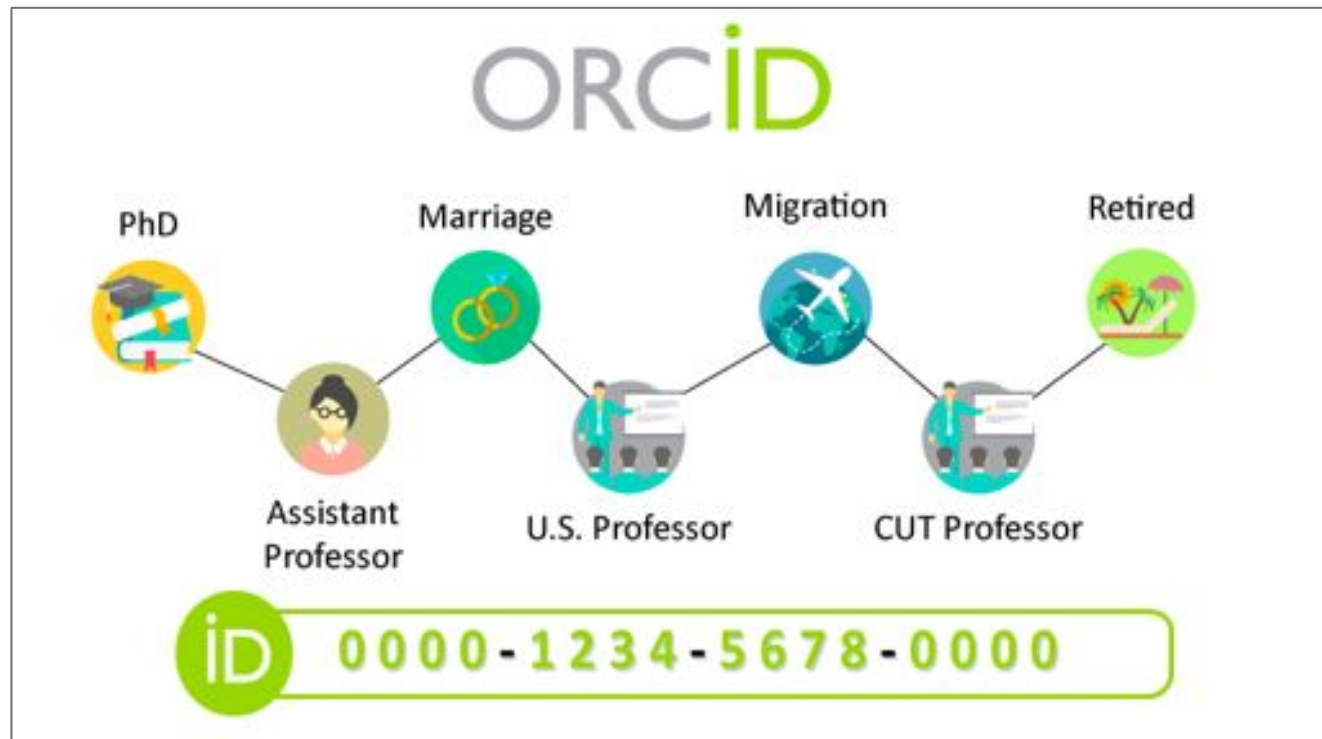 ORCiD
PhD
Assistant
Professor
Marriage
U.S. Professor
Migration
CUT Professor
Retired
iD 0000-1234-5678-0000